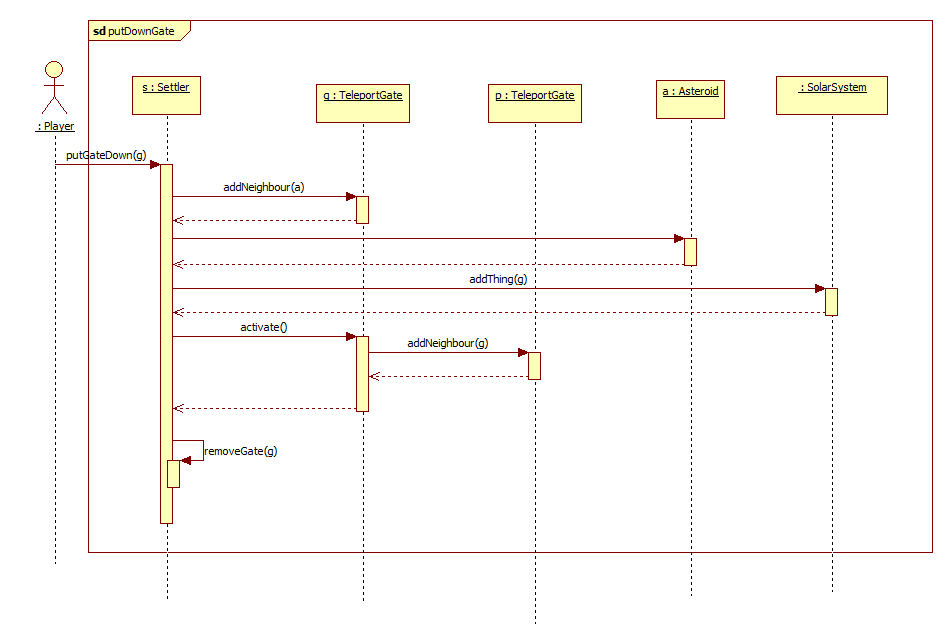 sd putDownGate
s : Settler
g : TeleportGate
p : TeleportGate
a : Asteroid
: SolarSystem
: Player
putGateDown(g)
addNeighbour(a)
addThing(g)
activate()
addNeighbour(g)
removeGate(g)